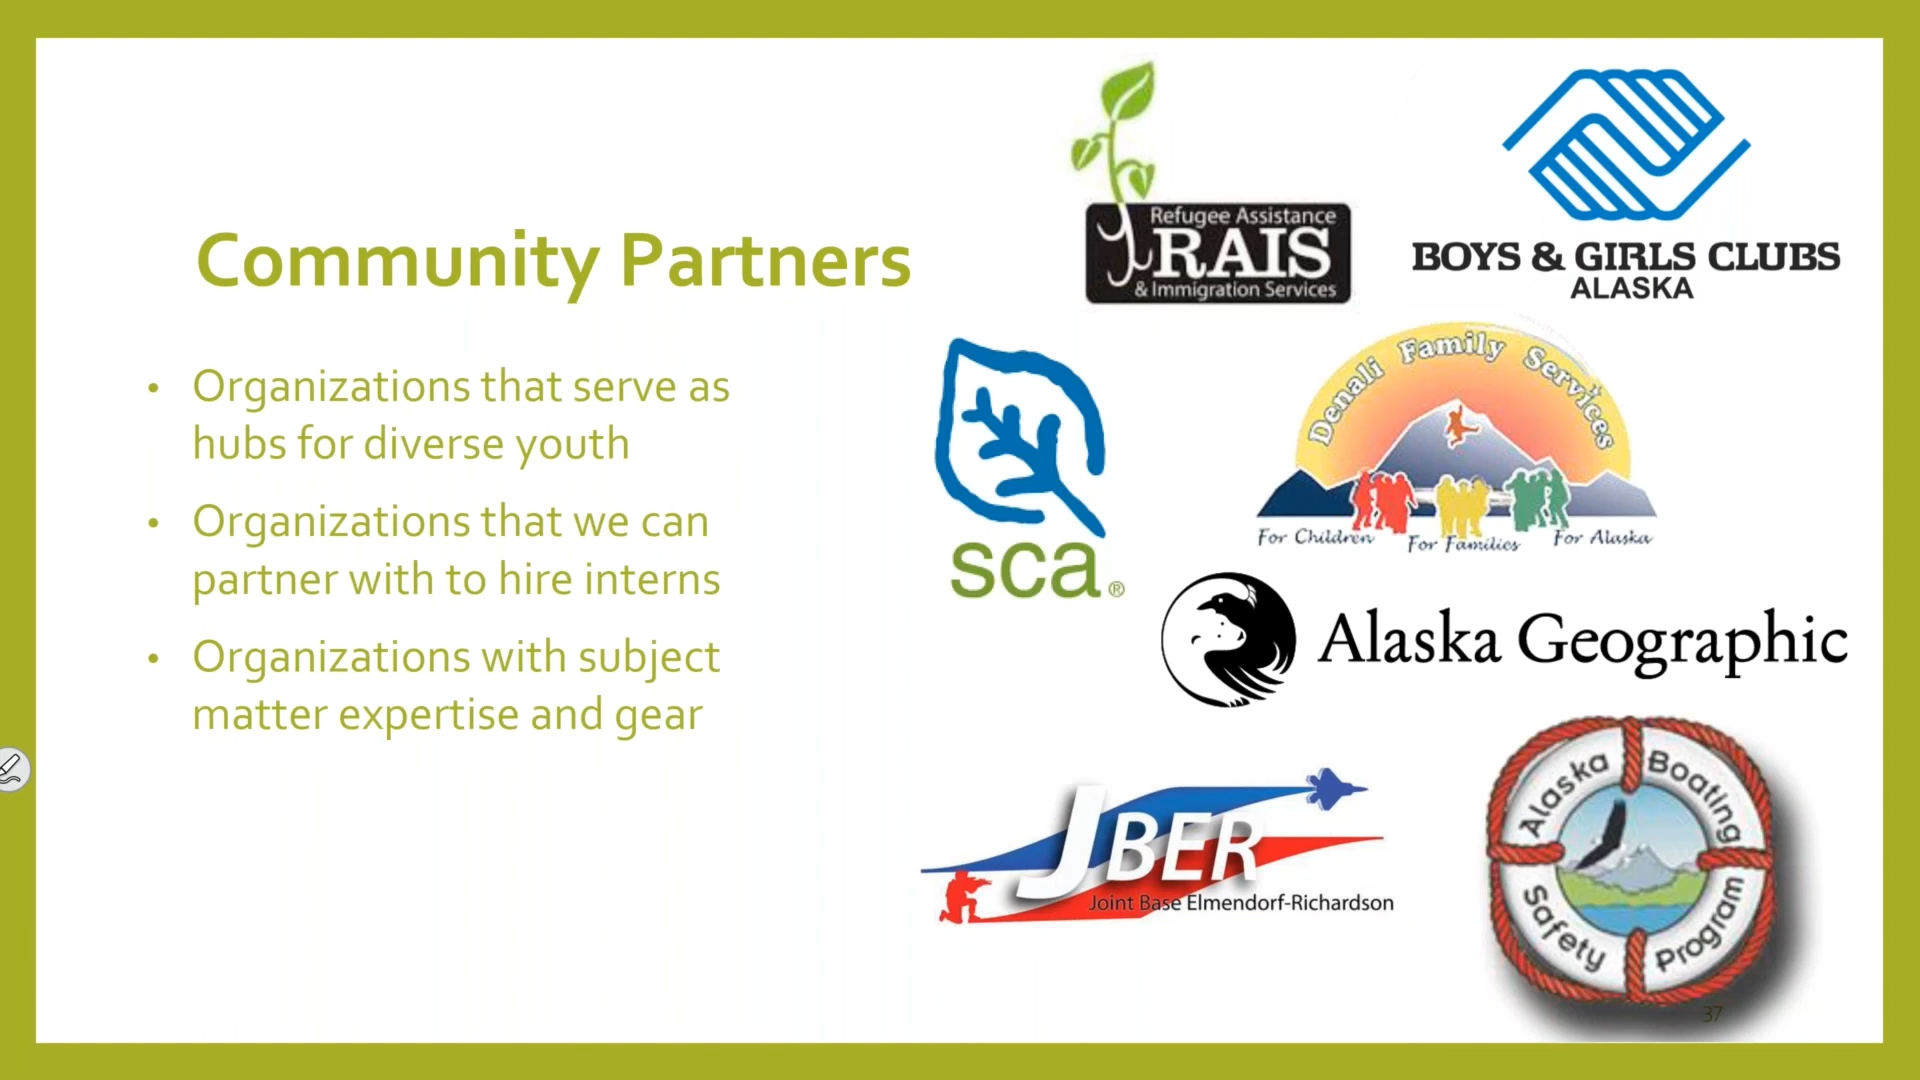 Community Partners
• Organizations that serve as
hubs for diverse youth
• Organizations that we can
partner with to hire interns
• Organizations with subject
matter expertise and gear
Refugee Assistance
RAIS
& Immigration Services
BOYS & GIRLS CLUBS
ALASKA
sca®
Denali Family Services
For Children For Families For Alaska
Alaska Geographic
JBER
Joint Base Elmendorf-Richardson
Alaska Boating
Safety Program
37